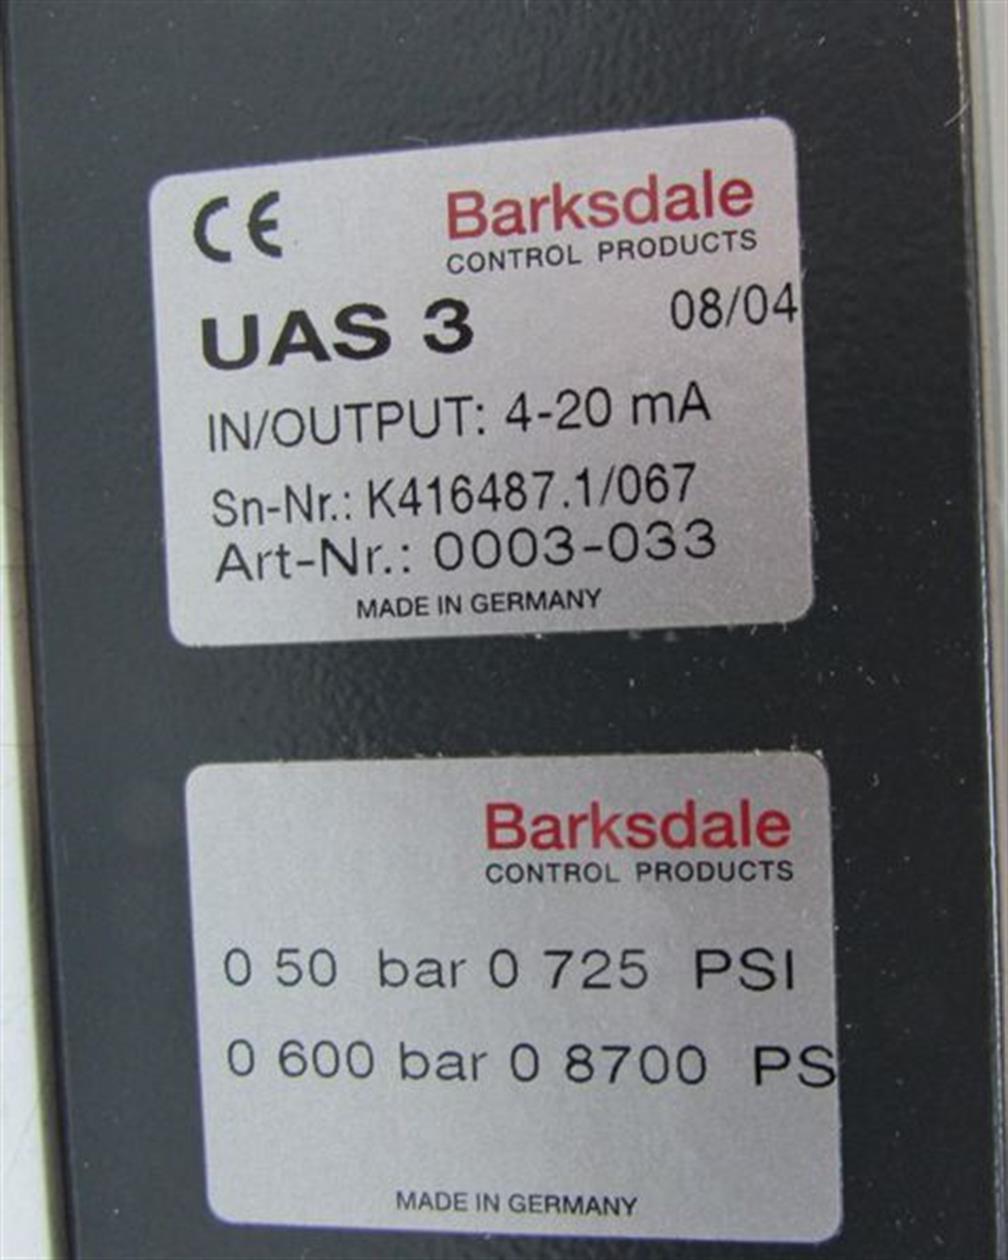 CE
Barksdale
CONTROL PRODUCTS
UAS 3
08/04
IN/OUTPUT: 4-20 mA
Sn-Nr.: K416487.1/067
Art-Nr.: 0003-033
MADE IN GERMANY
Barksdale
CONTROL PRODUCTS
0 50 bar 0 725 PSI
0 600 bar 0 8700 PS
MADE IN GERMANY